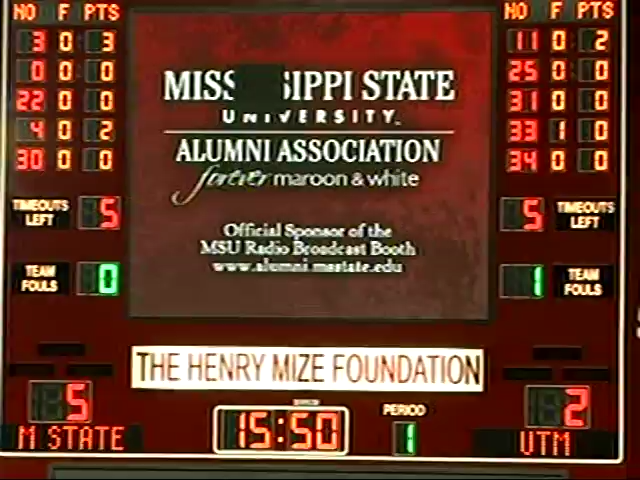 NO F PTS
3 0 3
0 0 0
22 0 0
4 0 2
30 0 0
TIMEOUTS LEFT 5
TEAM FOULS 0
MISS SIPPI STATE
UNIVERSITY
ALUMNI ASSOCIATION
forever maroon & white
Official Sponsor of the
MSU Radio Broadcast Booth
www.alumni.msstate.edu
NO F PTS
11 0 2
25 0 0
31 0 0
33 1 0
34 0 0
5 TIMEOUTS LEFT
1 TEAM FOULS
THE HENRY MIZE FOUNDATION
5
M STATE
15:50
PERIOD
1
2
UTM